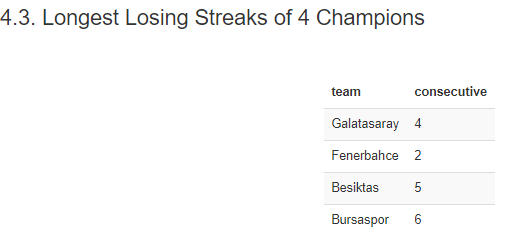 4.3. Longest Losing Streaks of 4 Champions
team consecutive
Galatasaray 4
Fenerbahce 2
Besiktas 5
Bursaspor 6